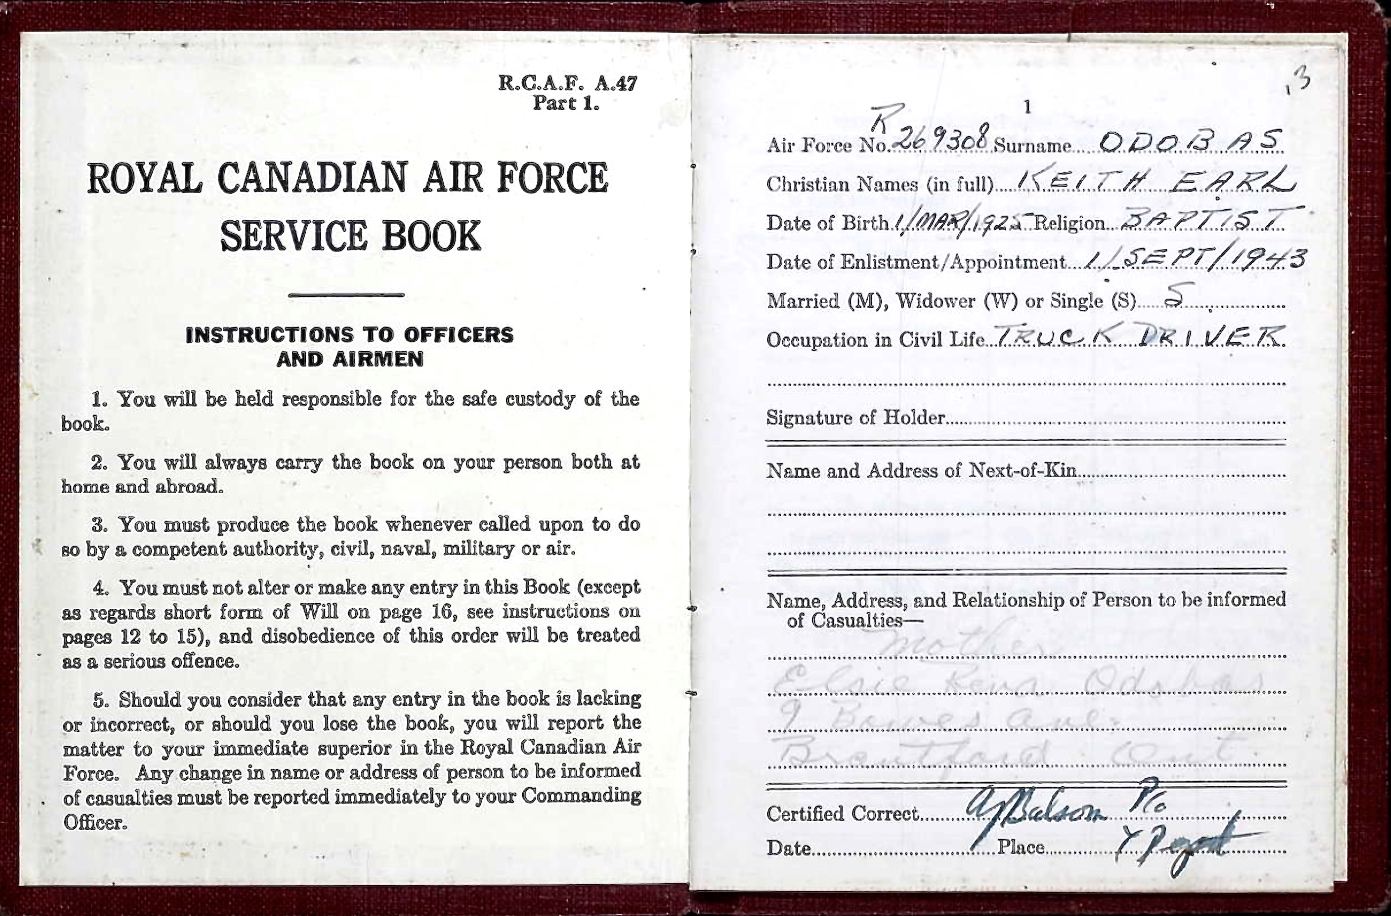 R.C.A.F. A.47
Part 1.
ROYAL CANADIAN AIR FORCE
SERVICE BOOK
INSTRUCTIONS TO OFFICERS
AND AIRMEN
1. You will be held responsible for the safe custody of the
book.
2. You will always carry the book on your person both at
home and abroad.
3. You must produce the book whenever called upon to do
so by a competent authority, civil, naval, military or air.
4. You must not alter or make any entry in this Book (except
as regards short form of Will on page 16, see instructions on
pages 12 to 15), and disobedience of this order will be treated
as a serious offence.
5. Should you consider that any entry in the book is lacking
or incorrect, or should you lose the book, you will report the
matter to your immediate superior in the Royal Canadian Air
Force. Any change in name or address of person to be informed
of casualties must be reported immediately to your Commanding
Officer.
13
1
R
Air Force No. 269308 Surname ODOBAS
Christian Names (in full) KEITH EARL
Date of Birth 1/MAR/1925 Religion BAPTIST
Date of Enlistment/Appointment 1/SEPT/1943
Married (M), Widower (W) or Single (S) S
Occupation in Civil Life TRUCK DRIVER
Signature of Holder
Name and Address of Next-of-Kin
Name, Address, and Relationship of Person to be informed
of Casualties—
Mother
Elsie Odobas
9 Bowes Ave.
Brantford Ont
Certified Correct Balsom P/O
Date Place Y Depot